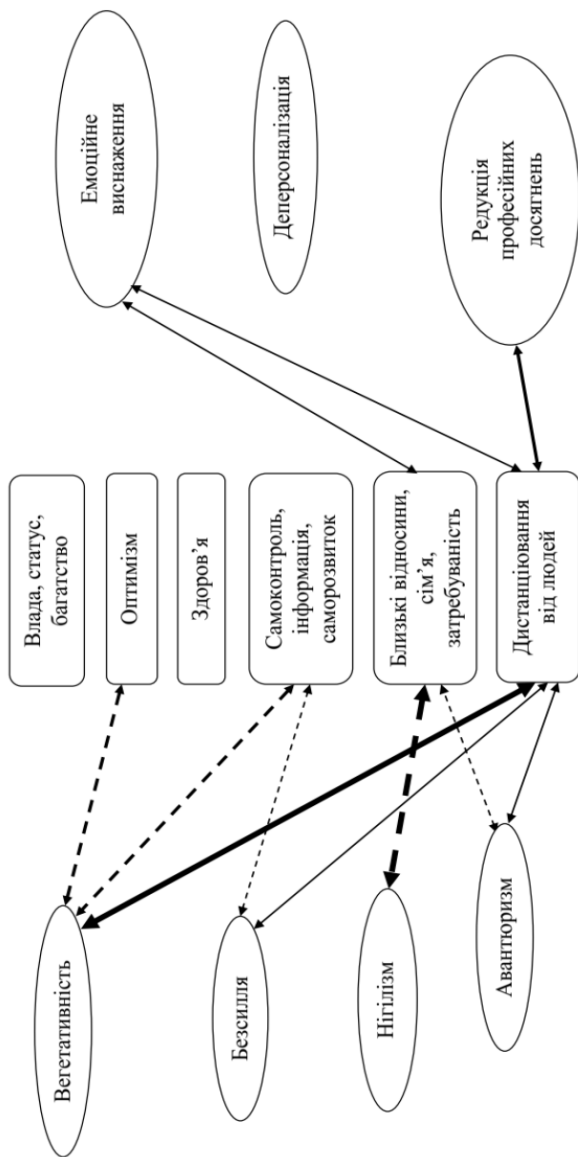 Вегетативність
Безсилля
Нігілізм
Авантюризм
Влада, статус,
багатство
Оптимізм
Здоров’я
Самоконтроль,
інформація,
саморозвиток
Близькі відносини,
сім’я,
затребуваність
Дистанціювання
від людей
Емоційне
виснаження
Деперсоналізація
Редукція
професійних
досягнень